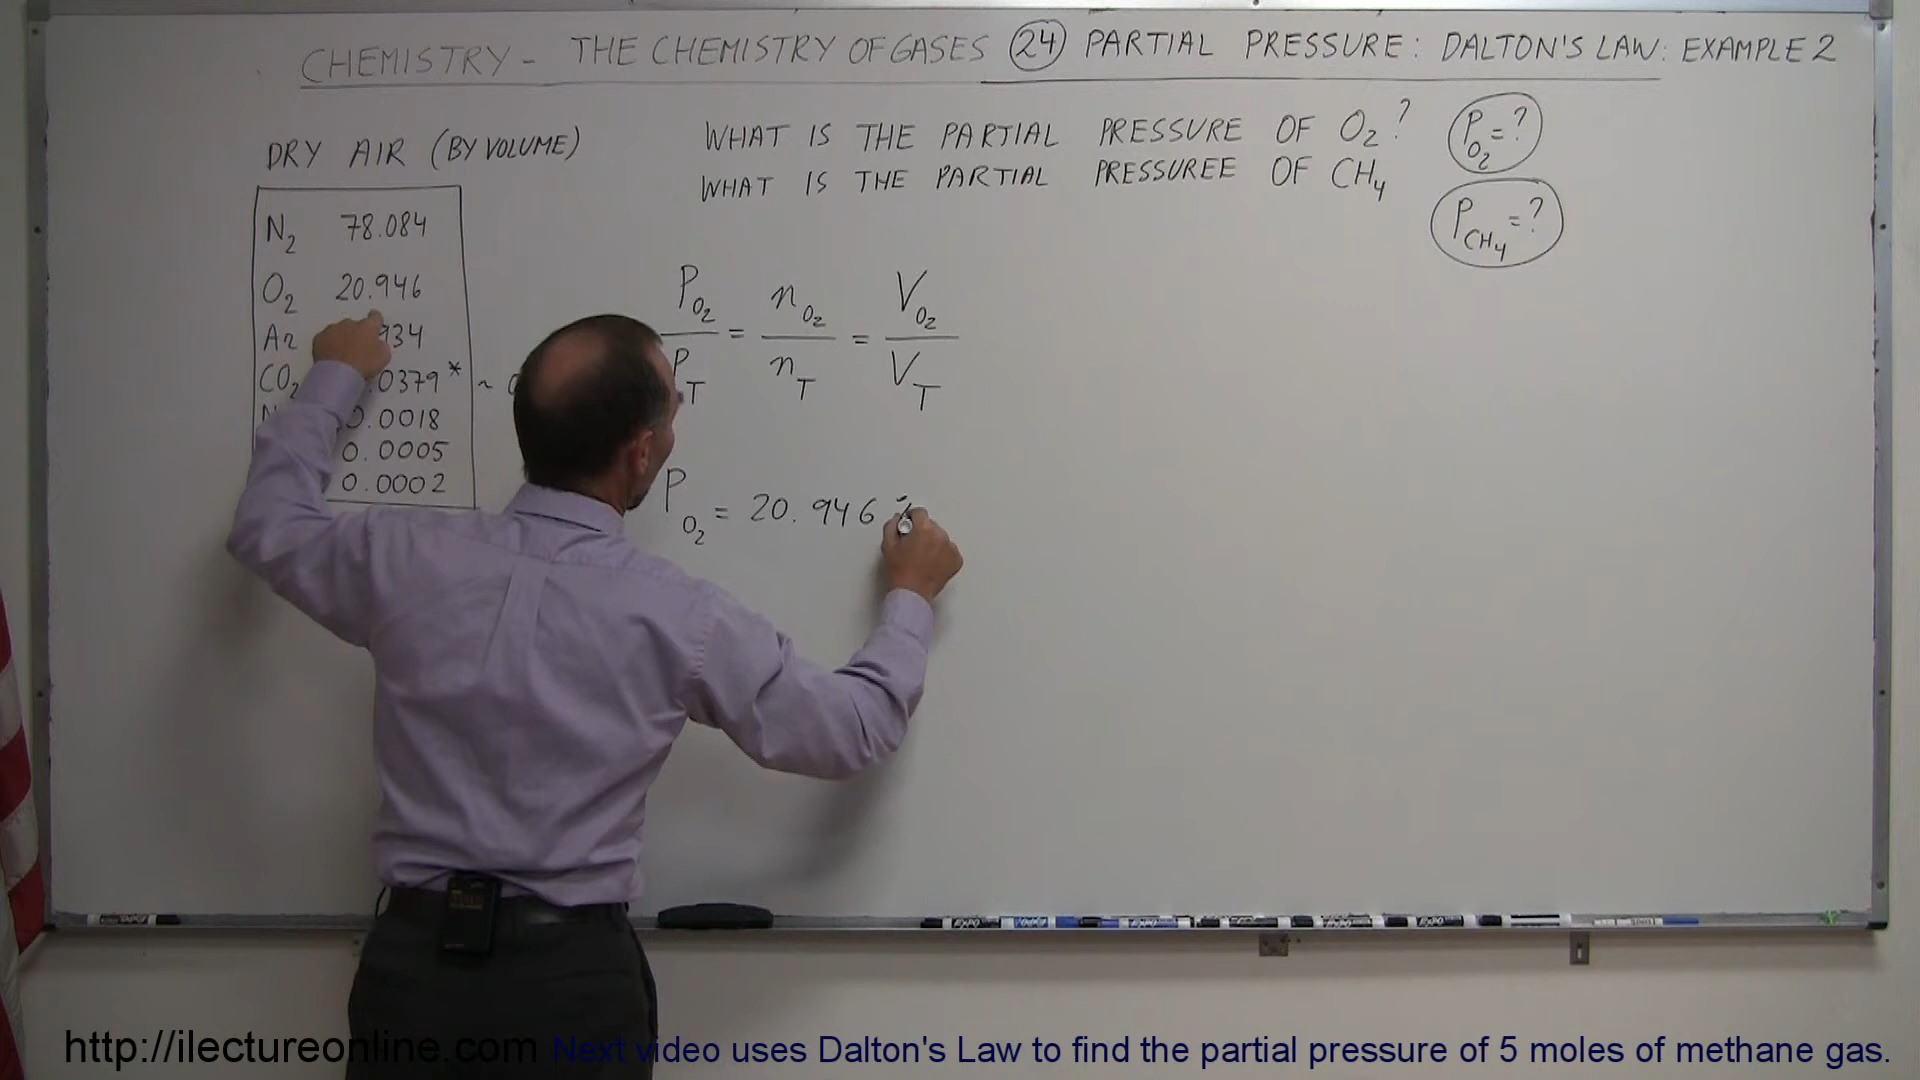 CHEMISTRY - THE CHEMISTRY OF GASES 24 PARTIAL PRESSURE: DALTON'S LAW: EXAMPLE 2
DRY AIR (BY VOLUME)
N2 78.084
O2 20.946
Ar .934
CO2 .0379 * ~
0.0018
0.0005
0.0002
WHAT IS THE PARTIAL PRESSURE OF O2?
WHAT IS THE PARTIAL PRESSUREE OF CH4
PO2 = ?
PCH4 = ?
PO2 / PT = nO2 / nT = VO2 / VT
PO2 = 20.946 %
http://ilectureonline.com Next video uses Dalton's Law to find the partial pressure of 5 moles of methane gas.
EXPO